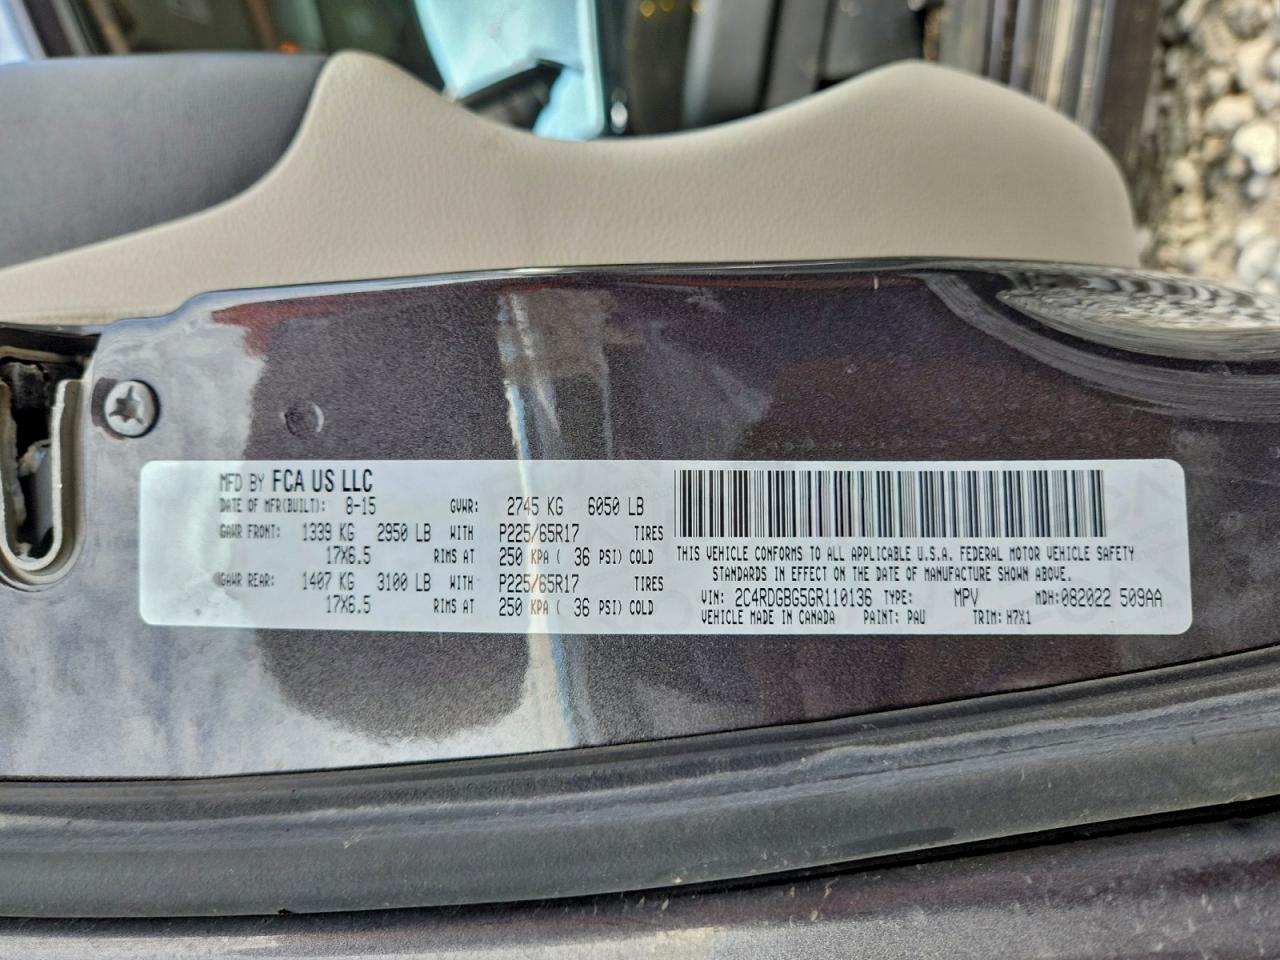 MFD BY FCA US LLC
DATE OF MFR(BUILT): 8-15 GVWR: 2745 KG 6050 LB
GAWR FRONT: 1339 KG 2950 LB WITH P225/65R17 TIRES
17X6.5 RIMS AT 250 KPA ( 36 PSI) COLD
GAWR REAR: 1407 KG 3100 LB WITH P225/65R17 TIRES
17X6.5 RIMS AT 250 KPA ( 36 PSI) COLD
THIS VEHICLE CONFORMS TO ALL APPLICABLE U.S.A. FEDERAL MOTOR VEHICLE SAFETY
STANDARDS IN EFFECT ON THE DATE OF MANUFACTURE SHOWN ABOVE.
VIN: 2C4RDGBG5GR110136 TYPE: MPV MDH:082022 509AA
VEHICLE MADE IN CANADA PAINT: PAU TRIM: H7X1